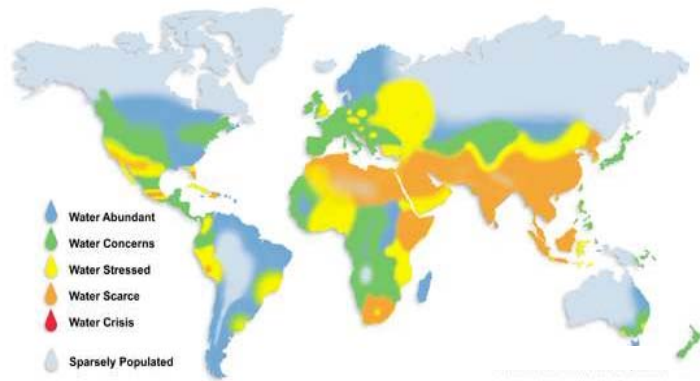 Water Abundant
Water Concerns
Water Stressed
Water Scarce
Water Crisis
Sparsely Populated